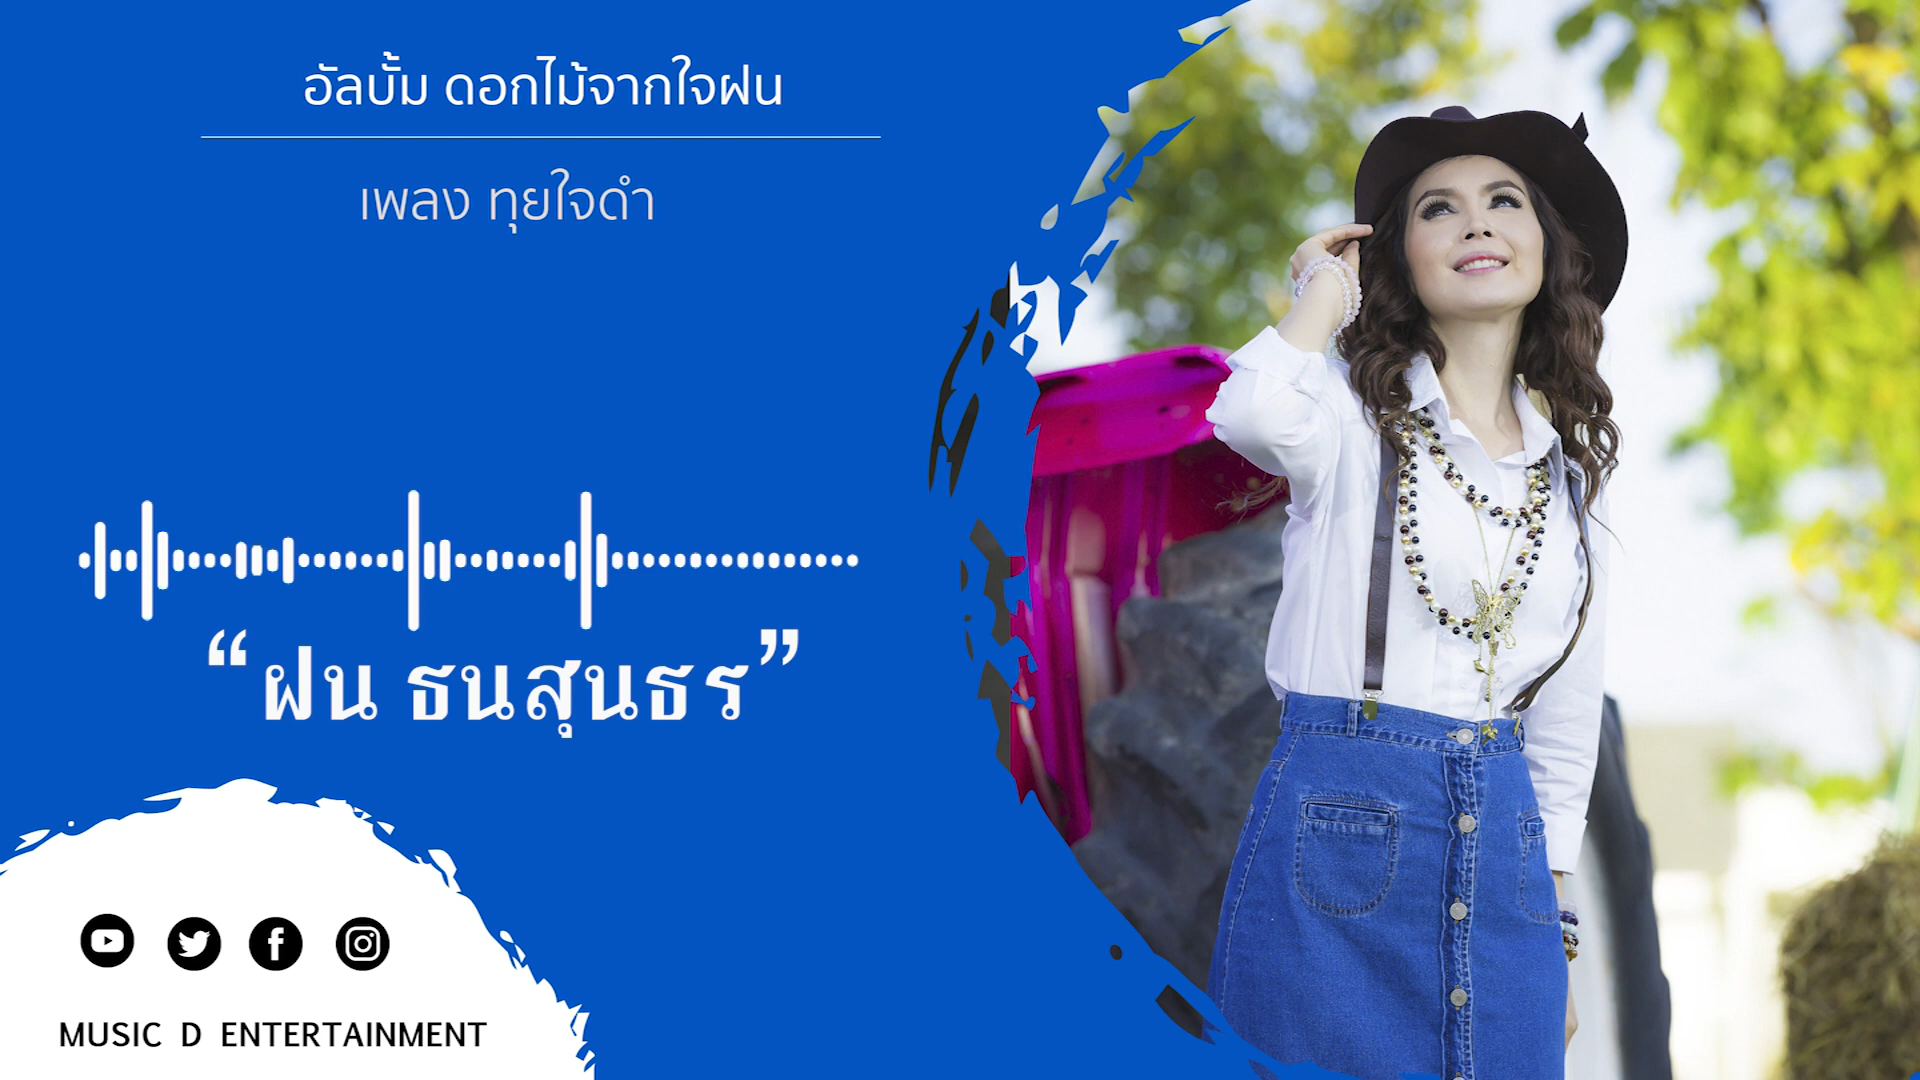 อัลบั้ม ดอกไม้จากใจฝน
เพลง ทุยใจดำ
“ฝน ธนสุนธร”
MUSIC D ENTERTAINMENT